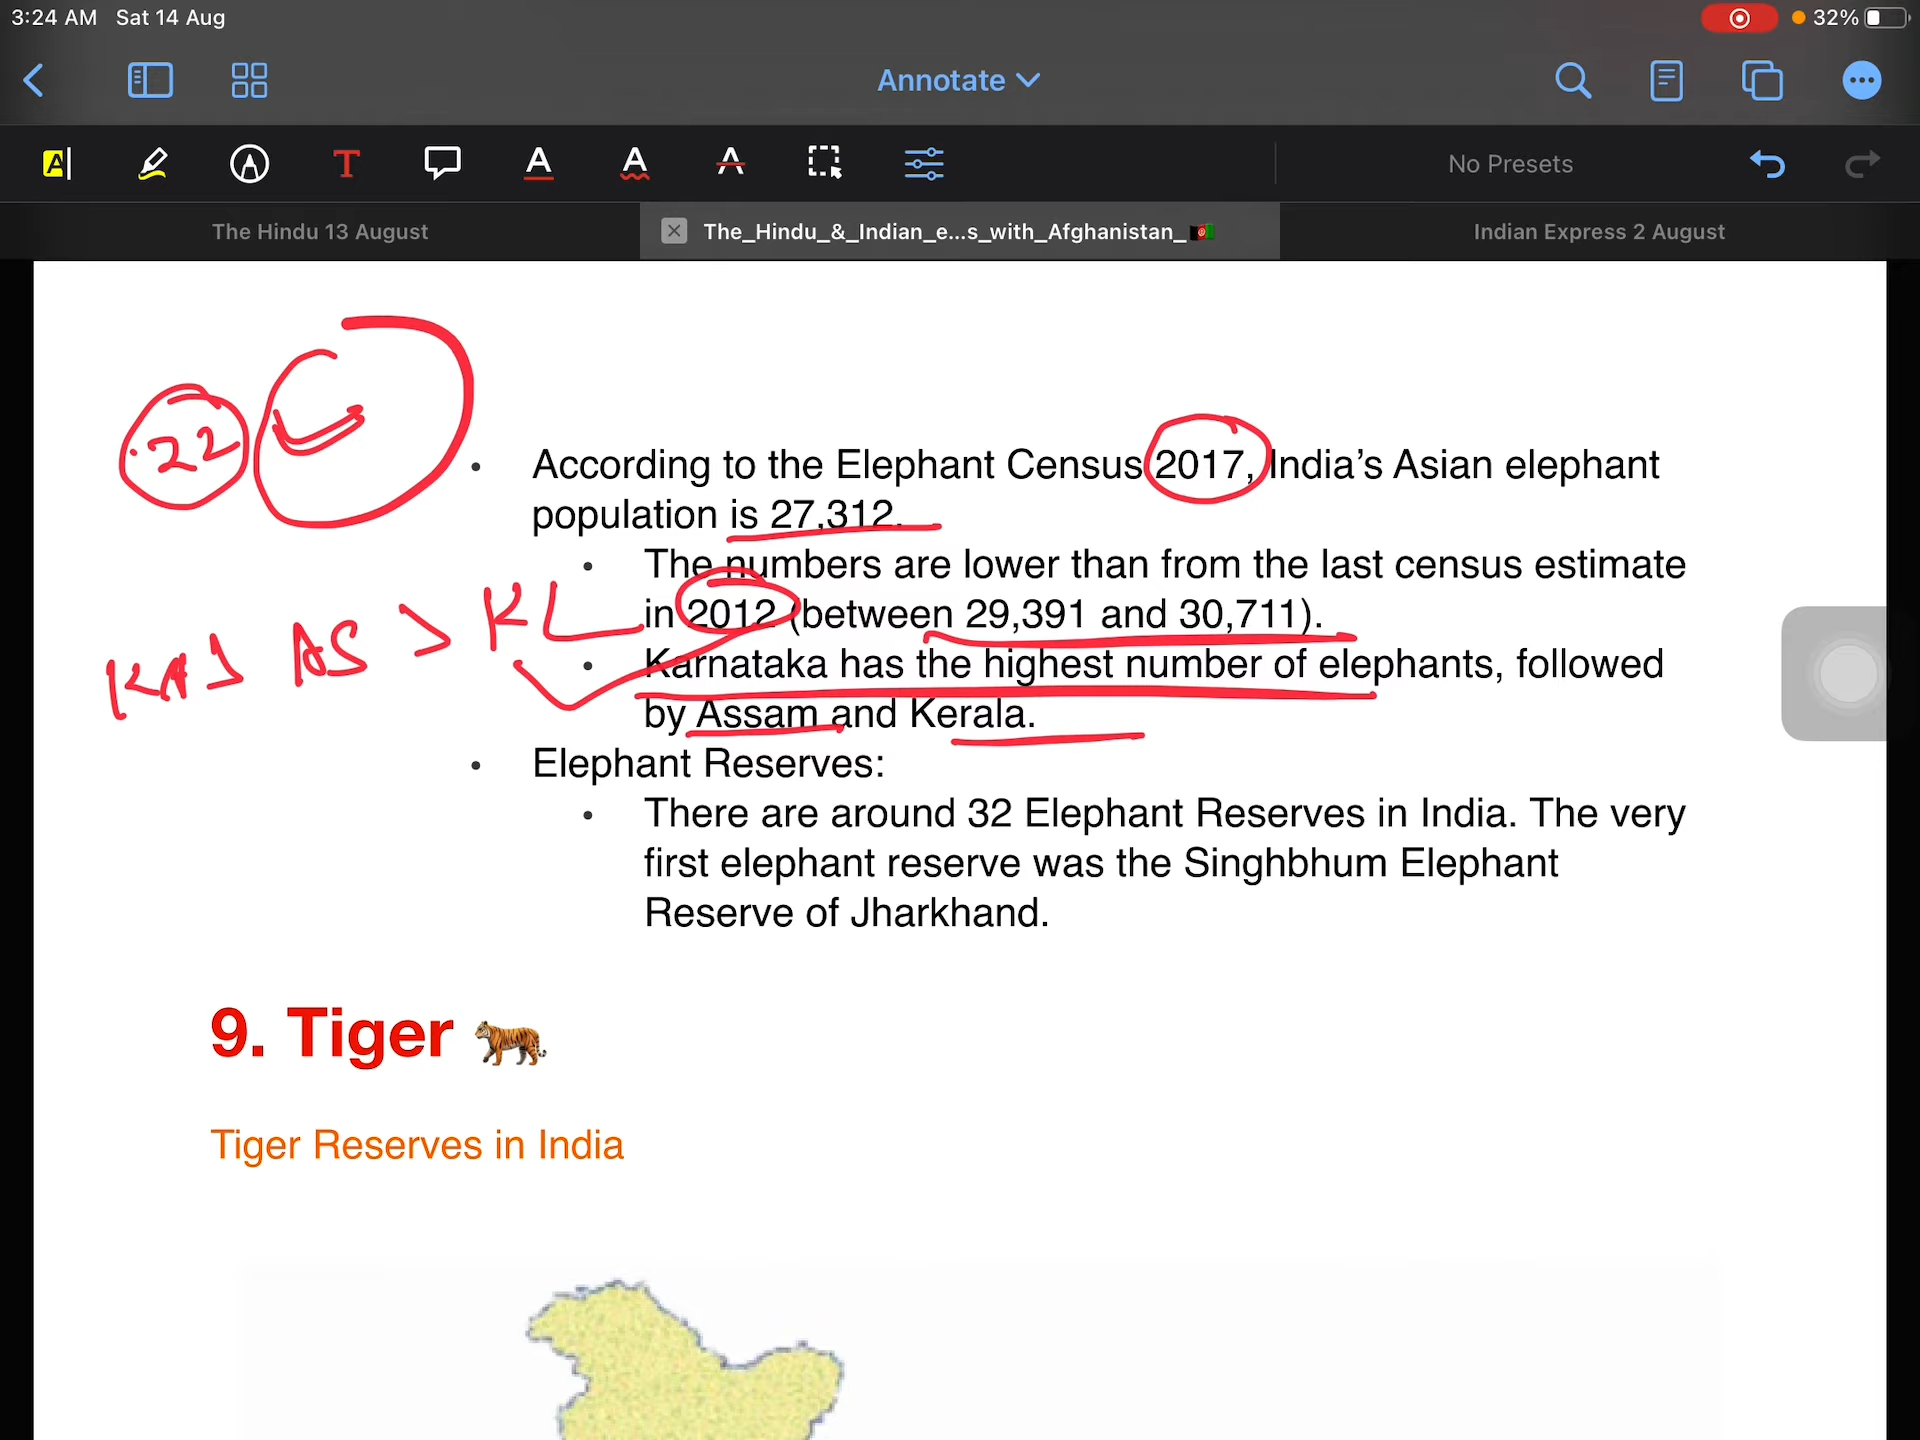 3:24 AM Sat 14 Aug
32%
Annotate
No Presets
The Hindu 13 August
The_Hindu_&_Indian_e...s_with_Afghanistan_
Indian Express 2 August
22
• According to the Elephant Census 2017, India’s Asian elephant
population is 27,312.
• The numbers are lower than from the last census estimate
in 2012 (between 29,391 and 30,711).
KA > AS > KL
• Karnataka has the highest number of elephants, followed
by Assam and Kerala.
• Elephant Reserves:
• There are around 32 Elephant Reserves in India. The very
first elephant reserve was the Singhbhum Elephant
Reserve of Jharkhand.
9. Tiger
Tiger Reserves in India